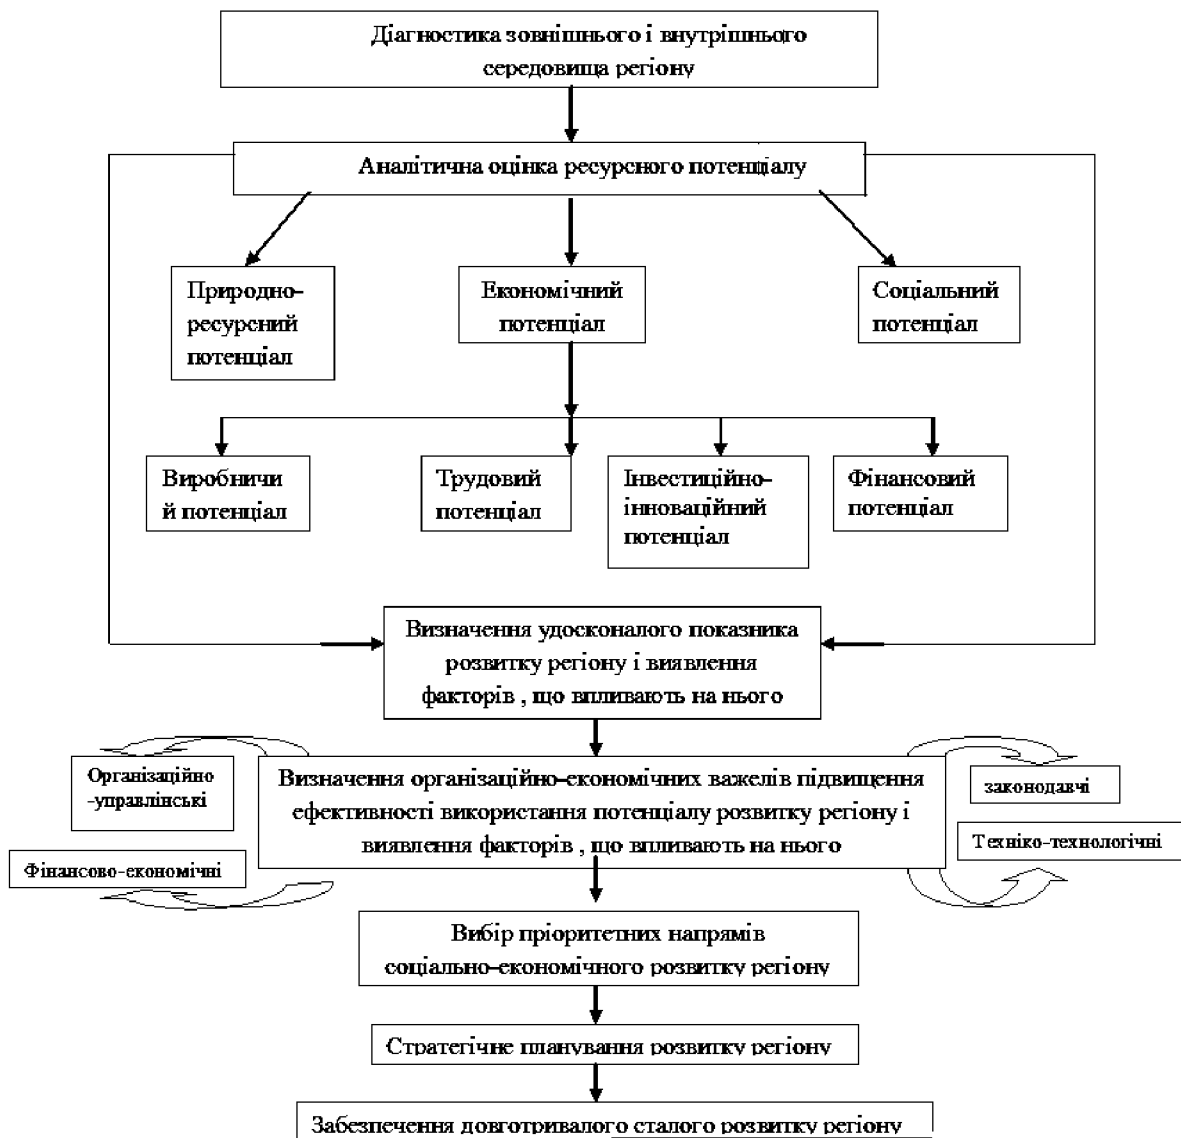 Діагностика зовнішнього і внутрішнього
середовища регіону
Аналітична оцінка ресурсного потенціалу
Природно-
ресурсний
потенціал
Економічний
потенціал
Соціальний
потенціал
Виробничи
й потенціал
Трудовий
потенціал
Інвестиційно-
інноваційний
потенціал
Фінансовий
потенціал
Визначення удосконалого показника
розвитку регіону і виявлення
факторів , що впливають на нього
Організаційно
-управлінські
Визначення організаційно-економічних важелів підвищення
ефективності використання потенціалу розвитку регіону і
виявлення факторів , що впливають на нього
законодавчі
Техніко-технологічні
Фінансово-економічні
Вибір пріоритетних напрямів
соціально-економічного розвитку регіону
Стратегічне планування розвитку регіону
Забезпечення довготривалого сталого розвитку регіону